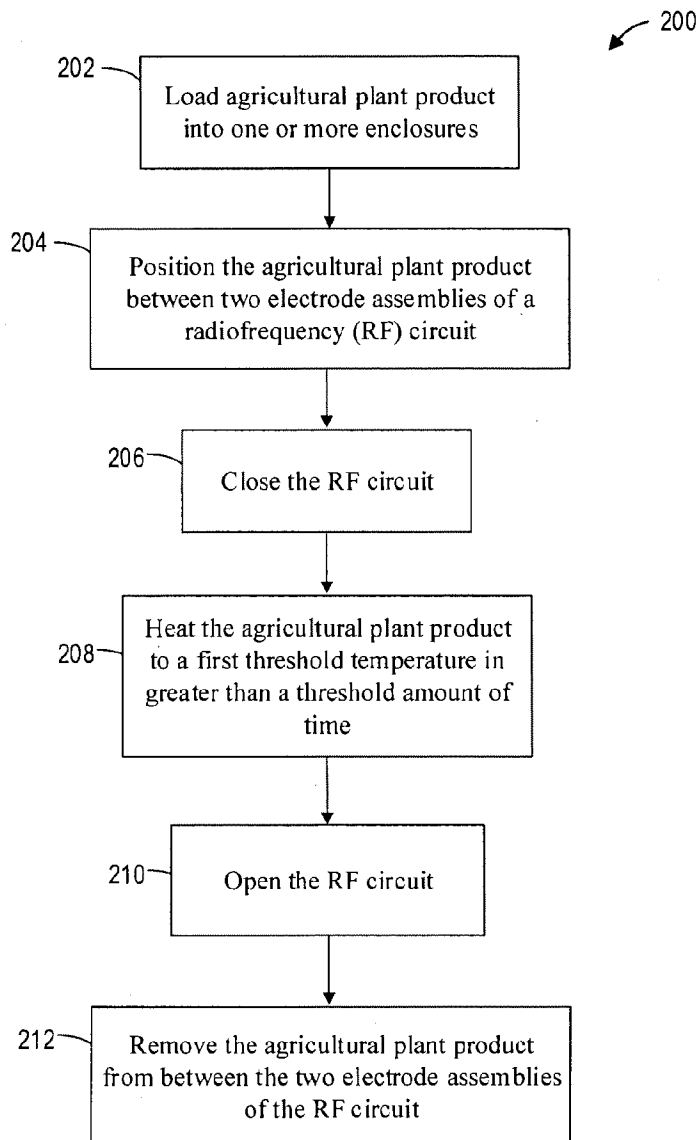 200
202
Load agricultural plant product
into one or more enclosures
204
Position the agricultural plant product
between two electrode assemblies of a
radiofrequency (RF) circuit
206
Close the RF circuit
208
Heat the agricultural plant product
to a first threshold temperature in
greater than a threshold amount of
time
210
Open the RF circuit
212
Remove the agricultural plant product
from between the two electrode assemblies
of the RF circuit